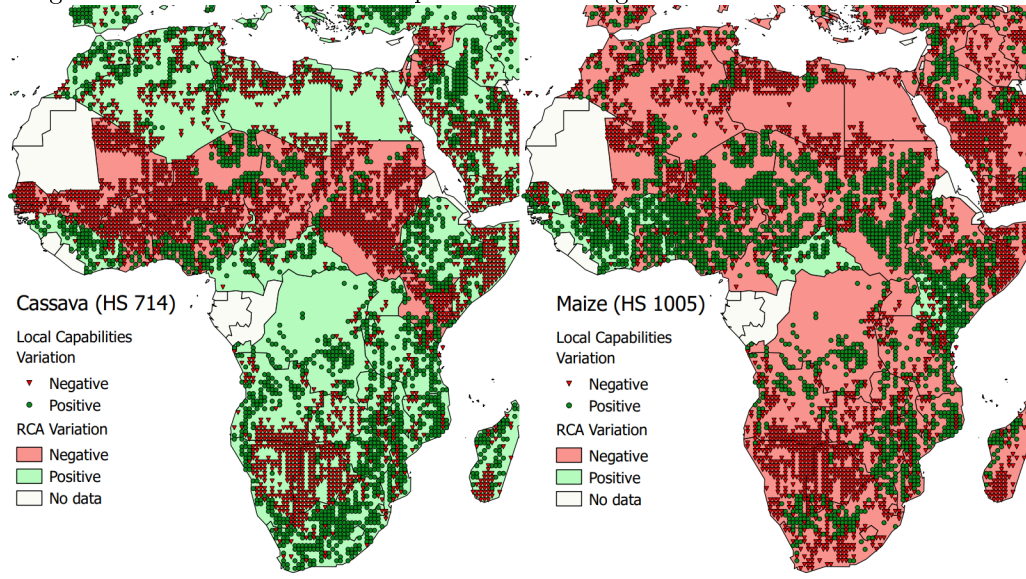 Cassava (HS 714)
Local Capabilities
Variation
Negative
Positive
RCA Variation
Negative
Positive
No data
Maize (HS 1005)
Local Capabilities
Variation
Negative
Positive
RCA Variation
Negative
Positive
No data